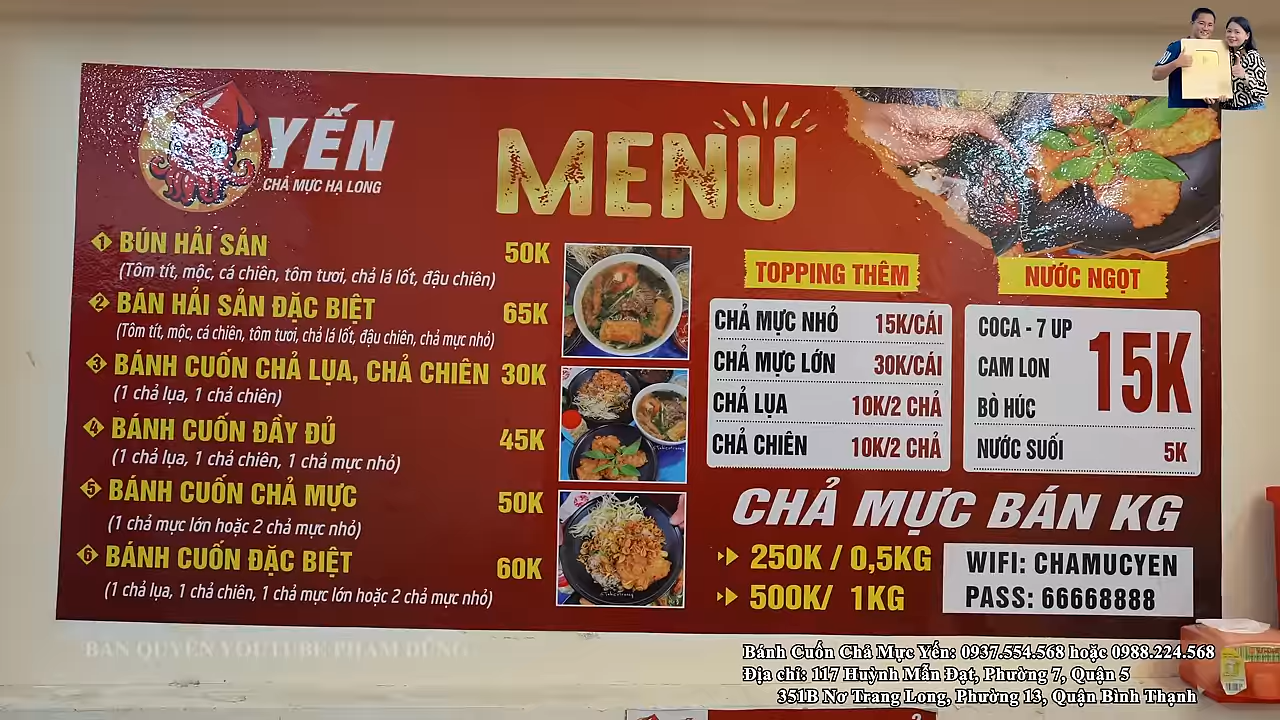 YẾN
CHẢ MỰC HẠ LONG
MENU
1 BÚN HẢI SẢN 50K
(Tôm tít, mộc, cá chiên, tôm tươi, chả lá lốt, đậu chiên)
2 BÁN HẢI SẢN ĐẶC BIỆT 65K
(Tôm tít, mộc, cá chiên, tôm tươi, chả lá lốt, đậu chiên, chả mực nhỏ)
3 BÁNH CUỐN CHẢ LỤA, CHẢ CHIÊN 30K
(1 chả lụa, 1 chả chiên)
4 BÁNH CUỐN ĐẦY ĐỦ 45K
(1 chả lụa, 1 chả chiên, 1 chả mực nhỏ)
5 BÁNH CUỐN CHẢ MỰC 50K
(1 chả mực lớn hoặc 2 chả mực nhỏ)
6 BÁNH CUỐN ĐẶC BIỆT 60K
(1 chả lụa, 1 chả chiên, 1 chả mực lớn hoặc 2 chả mực nhỏ)
TOPPING THÊM
CHẢ MỰC NHỎ 15K/CÁI
CHẢ MỰC LỚN 30K/CÁI
CHẢ LỤA 10K/2 CHẢ
CHẢ CHIÊN 10K/2 CHẢ
NƯỚC NGỌT
COCA - 7 UP
CAM LON
BÒ HÚC
15K
NƯỚC SUỐI 5K
CHẢ MỰC BÁN KG
250K / 0,5KG
500K/ 1KG
WIFI: CHAMUCYEN
PASS: 66668888
BẢN QUYỀN YOUTUBE PHẠM DŨNG
Bánh Cuốn Chả Mực Yến: 0937.554.568 hoặc 0988.224.568
Địa chỉ: 117 Huỳnh Mẫn Đạt, Phường 7, Quận 5
351B Nơ Trang Long, Phường 13, Quận Bình Thạnh